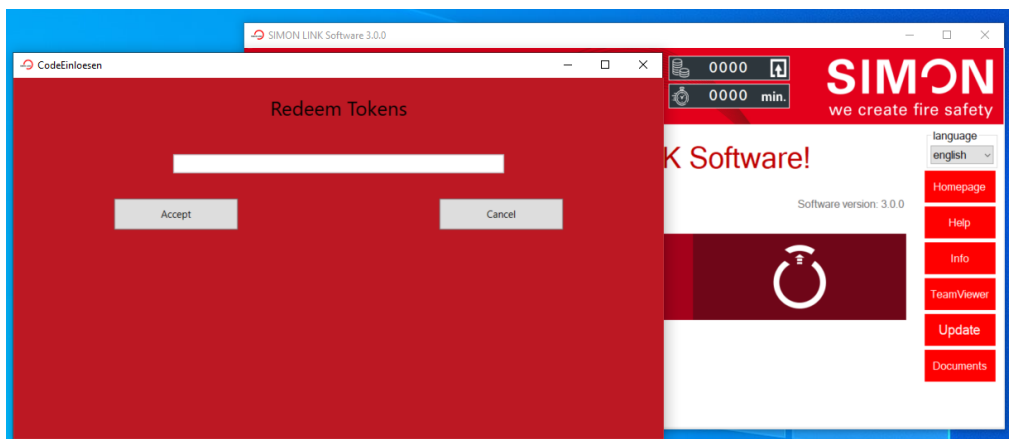 SIMON LINK Software 3.0.0
CodeEinloesen
Redeem Tokens
Accept
Cancel
0000
0000 min.
SIMON
we create fire safety
K Software!
Software version: 3.0.0
language
english
Homepage
Help
Info
TeamViewer
Update
Documents